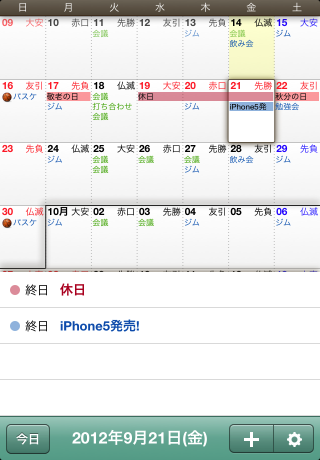 日 月 火 水 木 金 土
09 大安 10 赤口 11 先勝 12 友引 13 先負 14 仏滅 15 大安
会議 ジム 会議 ジム
飲み会
16 友引 17 先負 18 仏滅 19 大安 20 赤口 21 先勝 22 友引
バスケ 敬老の日 会議 休日 秋分の日
ジム 打ち合わせ ジム iPhone5発 勉強会
会議
23 先負 24 仏滅 25 大安 26 赤口 27 先勝 28 友引 29 先負
ジム 会議 会議 会議 飲み会 ジム
ジム
30 仏滅 10月 大安 02 赤口 03 先勝 04 友引 05 先負 06 仏滅
バスケ ジム 会議 会議 ジム ジム
終日 休日
終日 iPhone5発売!
今日 2012年9月21日(金)